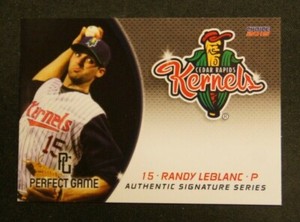 CEDAR RAPIDS
Kernels
Kernels
15
PG
PERFECT GAME
15 · RANDY LEBLANC · P
AUTHENTIC SIGNATURE SERIES